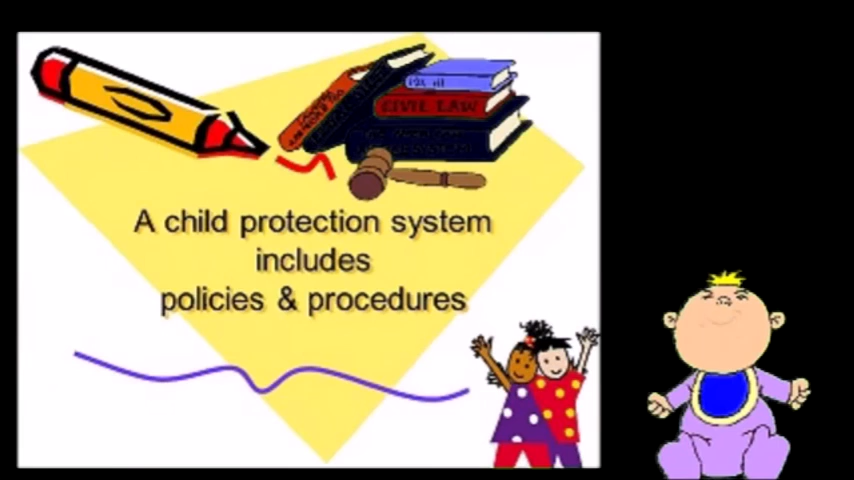 CIVIL LAW
A child protection system
includes
policies & procedures